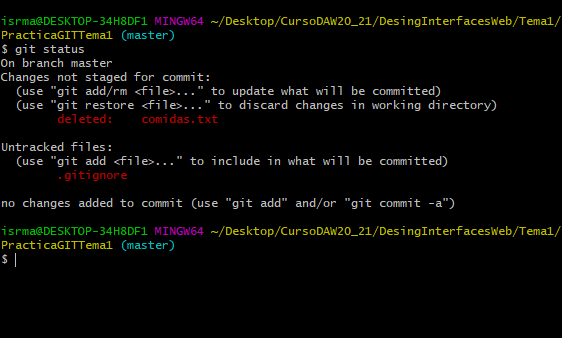 isrma@DESKTOP-34H8DF1 MINGW64 ~/Desktop/CursoDAW20_21/DesingInterfacesWeb/Tema1/
PracticaGITTema1 (master)
$ git status
On branch master
Changes not staged for commit:
  (use "git add/rm <file>..." to update what will be committed)
  (use "git restore <file>..." to discard changes in working directory)
        deleted:    comidas.txt

Untracked files:
  (use "git add <file>..." to include in what will be committed)
        .gitignore

no changes added to commit (use "git add" and/or "git commit -a")

isrma@DESKTOP-34H8DF1 MINGW64 ~/Desktop/CursoDAW20_21/DesingInterfacesWeb/Tema1/
PracticaGITTema1 (master)
$